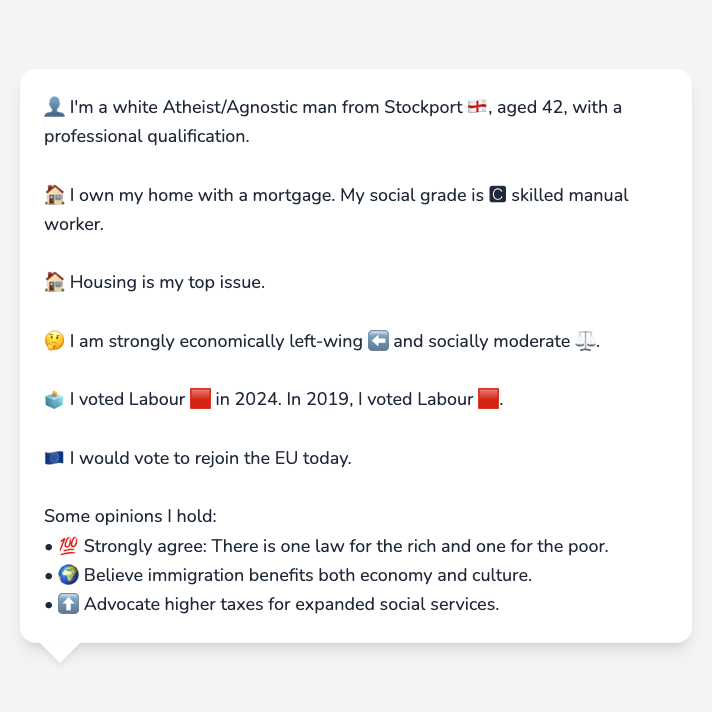 👤 I'm a white Atheist/Agnostic man from Stockport 🏴󠁧󠁢󠁥󠁮󠁧󠁿, aged 42, with a
professional qualification.
🏠 I own my home with a mortgage. My social grade is 🅲 skilled manual
worker.
🏠 Housing is my top issue.
🤔 I am strongly economically left-wing ⬅️ and socially moderate ⚖️.
🗳️ I voted Labour 🟥 in 2024. In 2019, I voted Labour 🟥.
🇪🇺 I would vote to rejoin the EU today.
Some opinions I hold:
• 💯 Strongly agree: There is one law for the rich and one for the poor.
• 🌍 Believe immigration benefits both economy and culture.
• ⬆️ Advocate higher taxes for expanded social services.